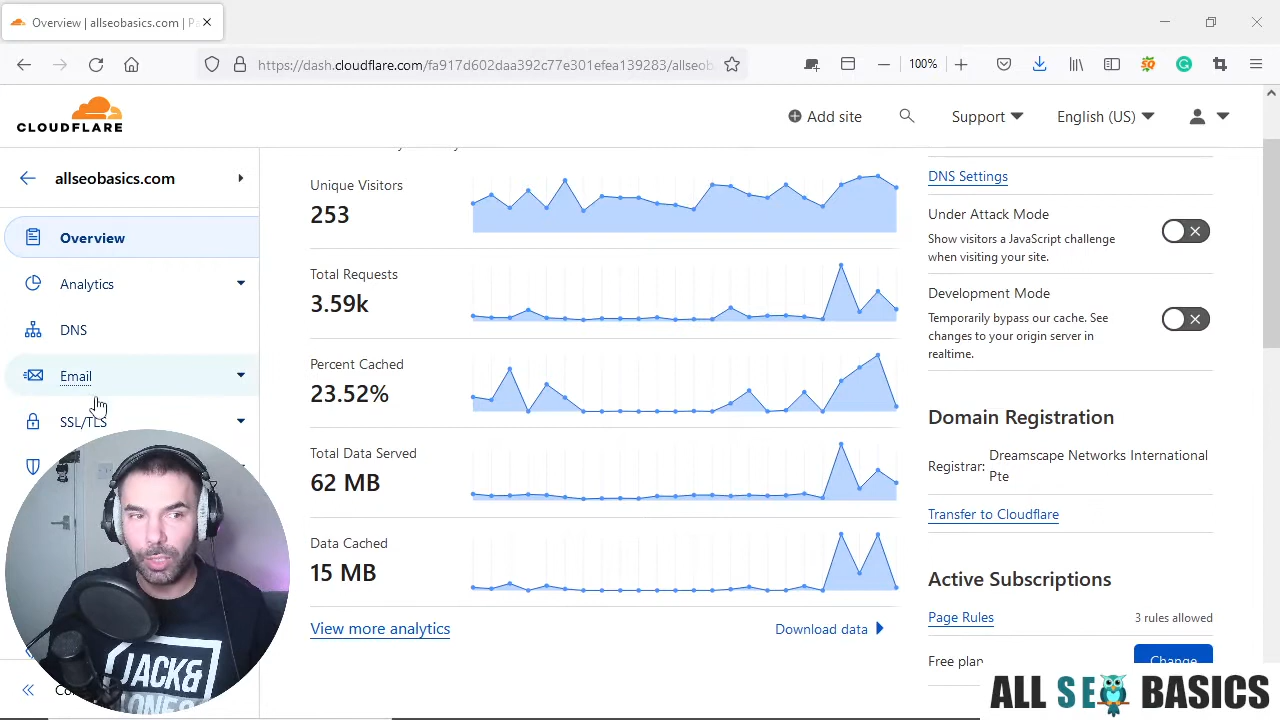 Overview | allseobasics.com | P
https://dash.cloudflare.com/fa917d602daa392c77e301efea139283/allseob
100%
CLOUDFLARE
Add site
Support
English (US)
allseobasics.com
Overview
Analytics
DNS
Email
SSL/TLS
Unique Visitors
253
Total Requests
3.59k
Percent Cached
23.52%
Total Data Served
62 MB
Data Cached
15 MB
View more analytics
Download data
DNS Settings
Under Attack Mode
Show visitors a JavaScript challenge
when visiting your site.
Development Mode
Temporarily bypass our cache. See
changes to your origin server in
realtime.
Domain Registration
Registrar: Dreamscape Networks International
Pte
Transfer to Cloudflare
Active Subscriptions
Page Rules
3 rules allowed
Free plan
Change
JACK&
JONES
ALL SEO BASICS